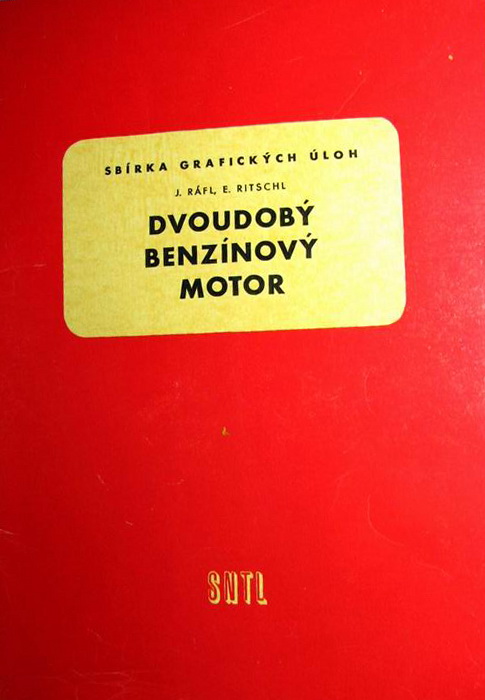 SBÍRKA GRAFICKÝCH ÚLOH
J. RÁFL, E. RITSCHL
DVOUDOBÝ
BENZÍNOVÝ
MOTOR
SNTL